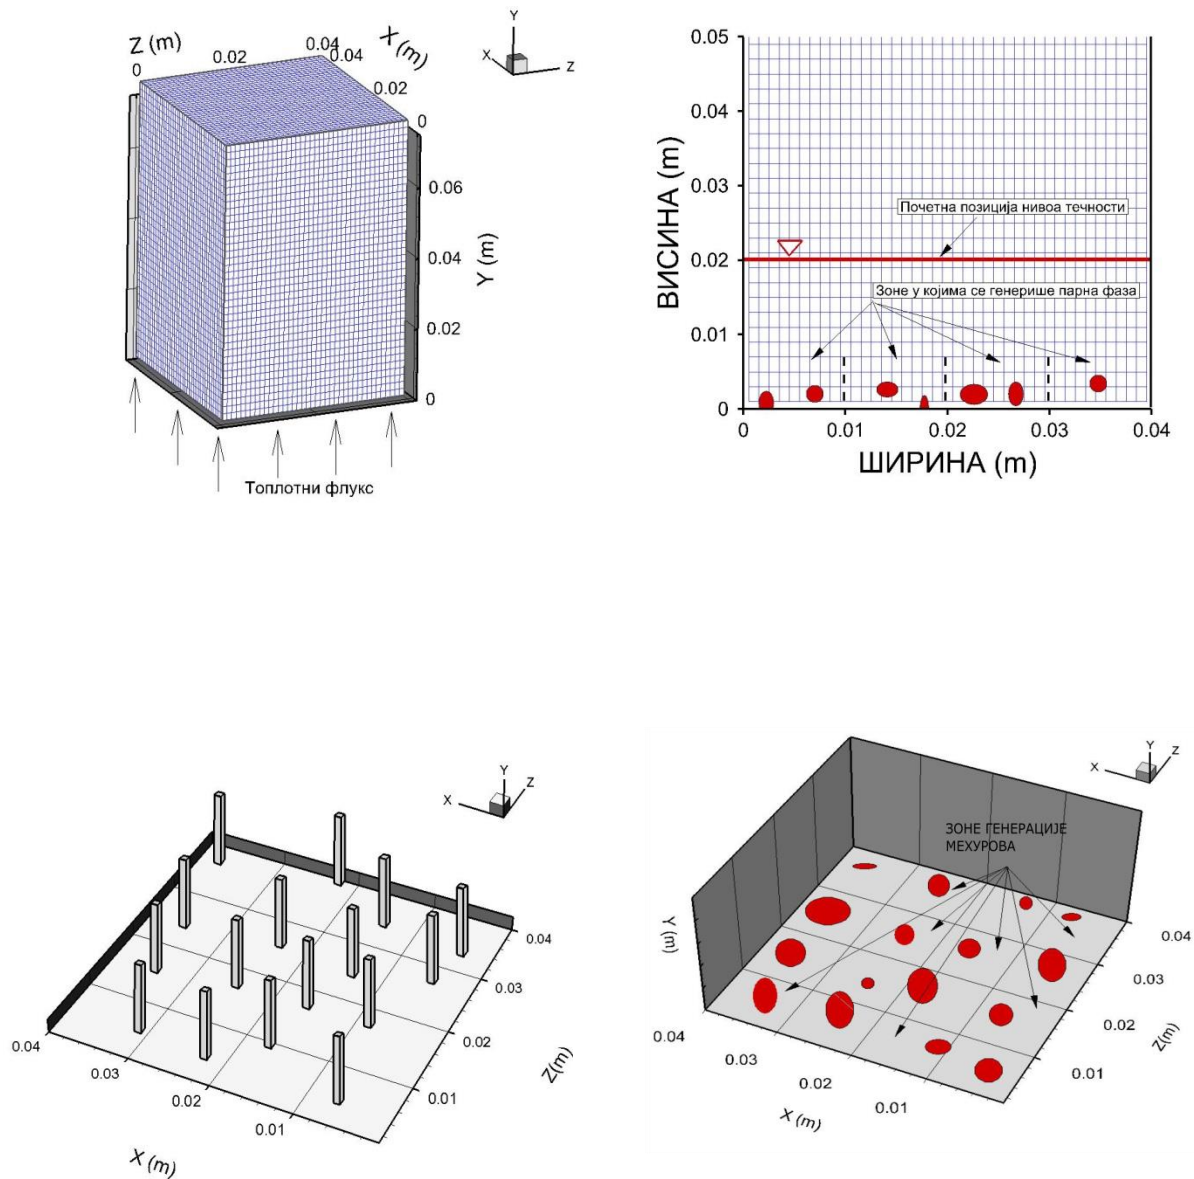 Z (m)
0
0.02
0.04
X (m)
0.04
0.02
0
0.06
0.04
Y (m)
0.02
0
Топлотни флукс
Y
X
Z
0.05
0.04
0.03
0.02
0.01
0
ВИСИНА (m)
Почетна позиција нивоа течности
Зоне у којима се генерише парна фаза
0
0.01
0.02
0.03
0.04
ШИРИНА (m)
Y
Z
X
0.04
0.03
0.02
0.01
X (m)
0.04
0.03
0.02
0.01
Z(m)
Y
X
Z
ЗОНЕ ГЕНЕРАЦИЈЕ
МЕХУРОВА
Y (m)
0.04
0.03
0.02
0.01
X (m)
0.04
0.03
0.02
0.01
Z(m)